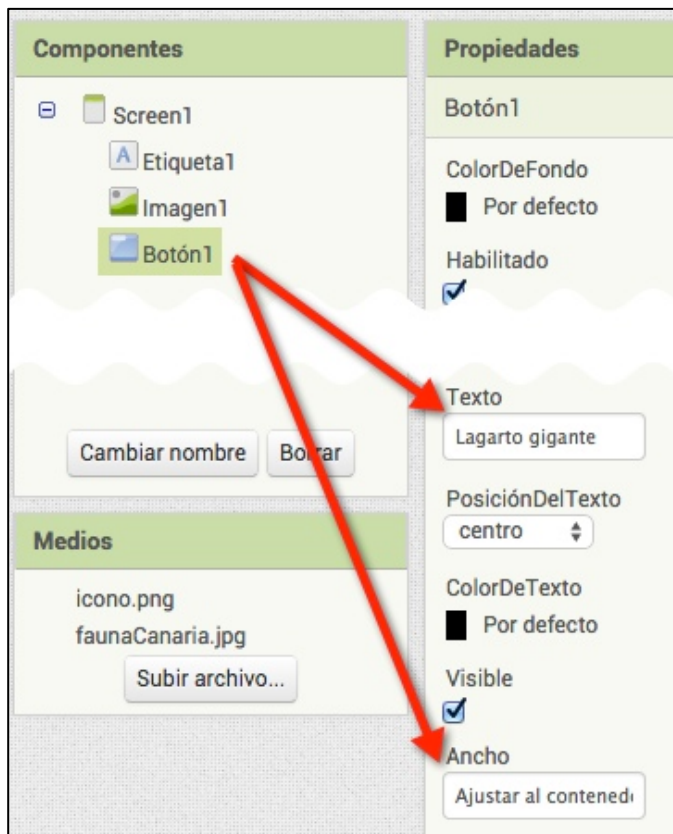 Componentes
Screen1
A
Etiqueta1
Imagen1
Botón1
Cambiar nombre
Borrar
Medios
icono.png
faunaCanaria.jpg
Subir archivo...
Propiedades
Botón1
ColorDeFondo
Por defecto
Habilitado
Texto
Lagarto gigante
PosiciónDelTexto
centro
ColorDeTexto
Por defecto
Visible
Ancho
Ajustar al contened